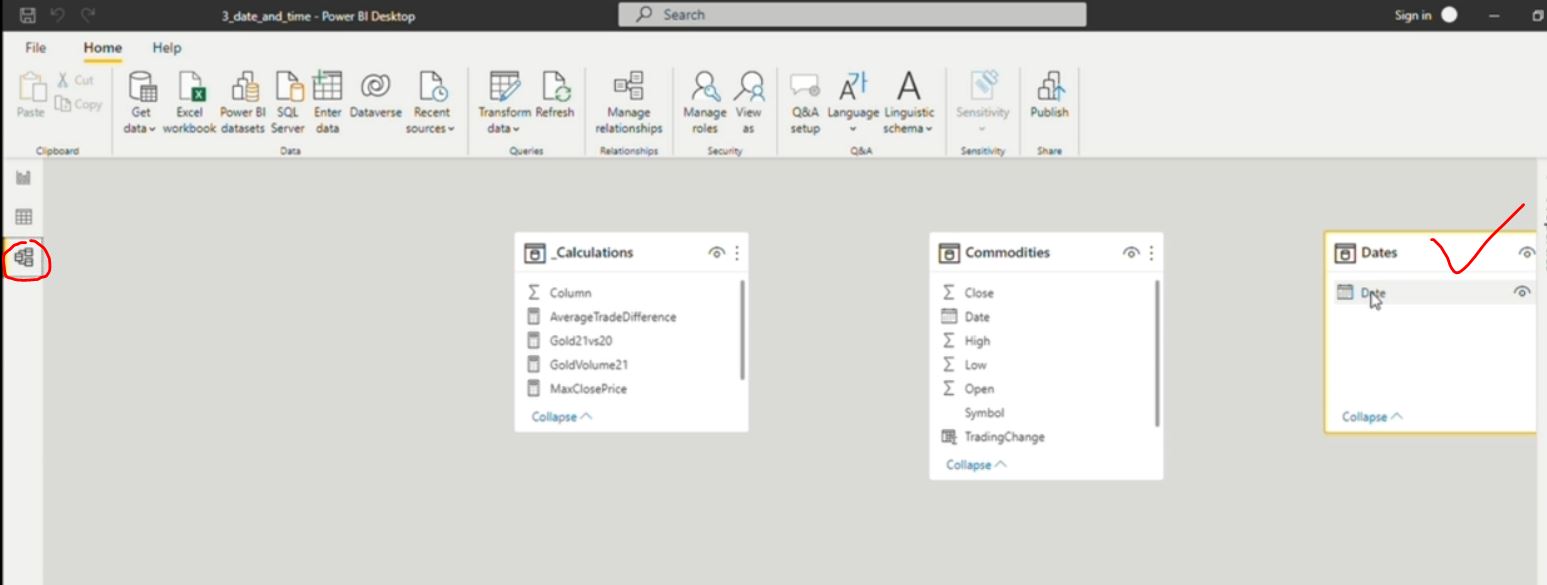 3_date_and_time - Power BI Desktop
Search
Sign in
File Home Help
Paste
Cut
Copy
Get data
Excel workbook
Power BI datasets
SQL Server
Enter data
Dataverse
Recent sources
Transform data
Refresh
Manage relationships
Manage roles
View as
Q&A setup
Language
Linguistic schema
Sensitivity
Publish
Clipboard
Data
Queries
Relationships
Security
Q&A
Sensitivity
Share
_Calculations
Column
AverageTradeDifference
Gold21vs20
GoldVolume21
MaxClosePrice
Collapse
Commodities
Close
Date
High
Low
Open
Symbol
TradingChange
Collapse
Dates
Date
Collapse